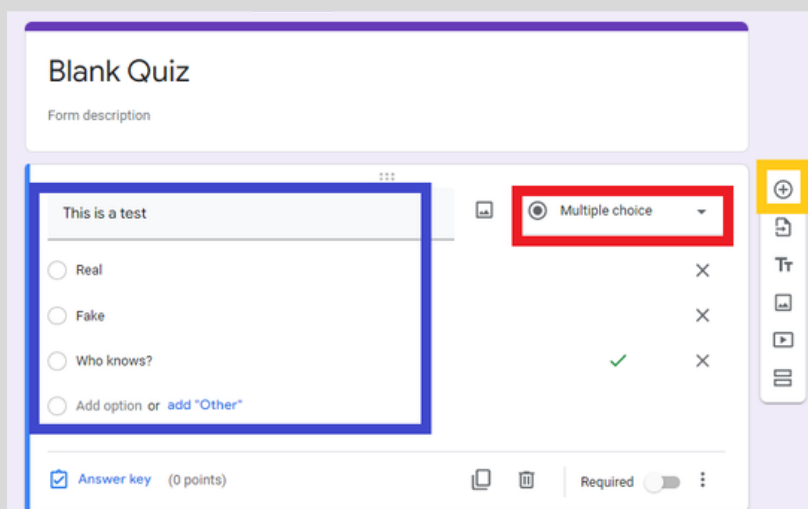 Blank Quiz
Form description
This is a test
Multiple choice
Real
Fake
Who knows?
Add option or add "Other"
Answer key (0 points)
Required